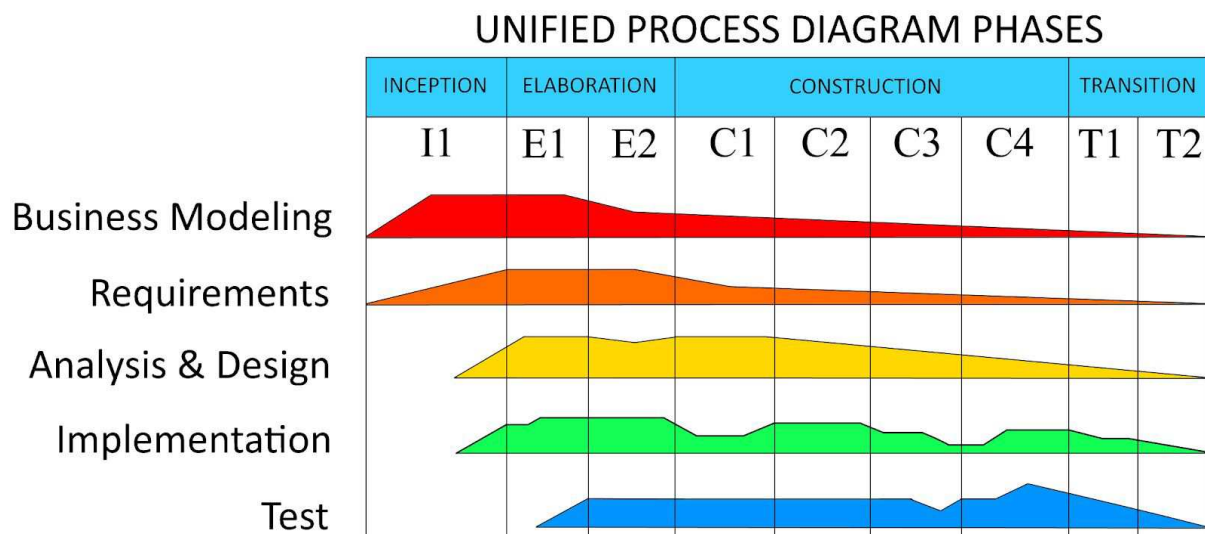 UNIFIED PROCESS DIAGRAM PHASES
INCEPTION ELABORATION CONSTRUCTION TRANSITION
I1 E1 E2 C1 C2 C3 C4 T1 T2
Business Modeling
Requirements
Analysis & Design
Implementation
Test